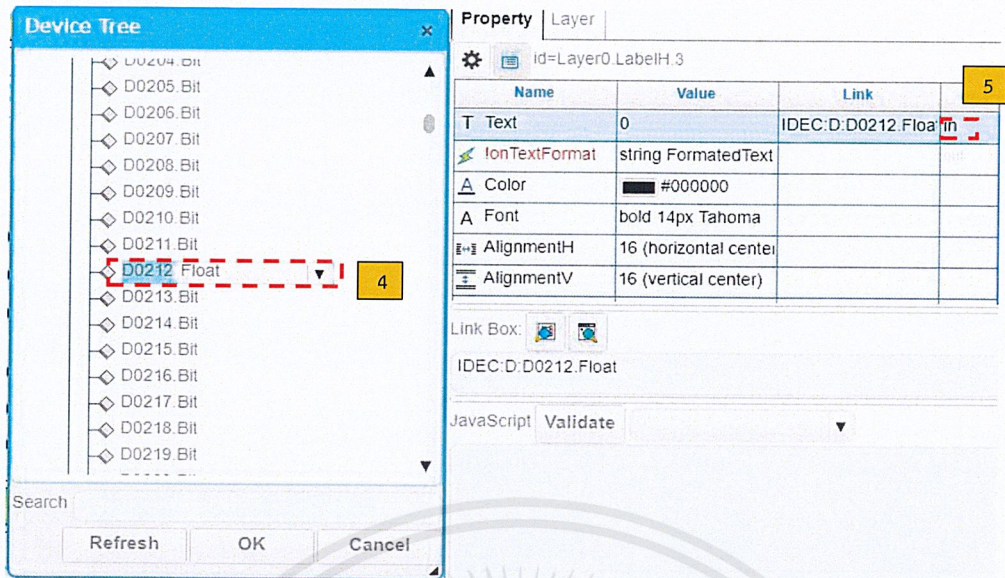 Device Tree
×
D0204.Bit
D0205.Bit
D0206.Bit
D0207.Bit
D0208.Bit
D0209.Bit
D0210.Bit
D0211.Bit
D0212 Float
4
D0213.Bit
D0214.Bit
D0215.Bit
D0216.Bit
D0217.Bit
D0218.Bit
D0219.Bit
Search
Refresh OK Cancel
Property Layer
id=Layer0.LabelH.3
Name Value Link
5
T Text 0 IDEC:D:D0212.Floa in
!onTextFormat string FormatedText
A Color #000000
A Font bold 14px Tahoma
AlignmentH 16 (horizontal center
AlignmentV 16 (vertical center)
Link Box:
IDEC:D:D0212.Float
JavaScript Validate